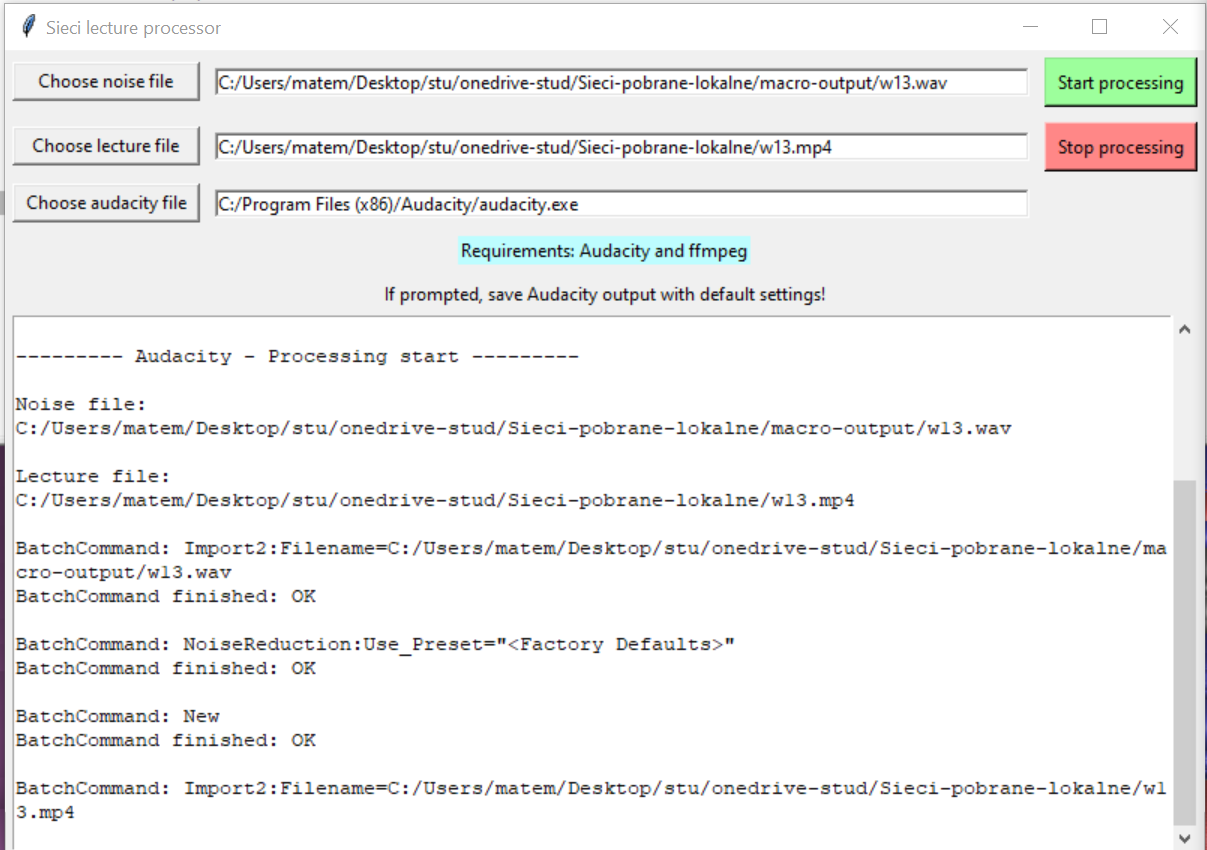 Sieci lecture processor
Choose noise file C:/Users/matem/Desktop/stu/onedrive-stud/Sieci-pobrane-lokalne/macro-output/w13.wav Start processing
Choose lecture file C:/Users/matem/Desktop/stu/onedrive-stud/Sieci-pobrane-lokalne/w13.mp4 Stop processing
Choose audacity file C:/Program Files (x86)/Audacity/audacity.exe
Requirements: Audacity and ffmpeg
If prompted, save Audacity output with default settings!
--------- Audacity - Processing start ---------
Noise file:
C:/Users/matem/Desktop/stu/onedrive-stud/Sieci-pobrane-lokalne/macro-output/w13.wav
Lecture file:
C:/Users/matem/Desktop/stu/onedrive-stud/Sieci-pobrane-lokalne/w13.mp4
BatchCommand: Import2:Filename=C:/Users/matem/Desktop/stu/onedrive-stud/Sieci-pobrane-lokalne/ma
cro-output/w13.wav
BatchCommand finished: OK
BatchCommand: NoiseReduction:Use_Preset="<Factory Defaults>"
BatchCommand finished: OK
BatchCommand: New
BatchCommand finished: OK
BatchCommand: Import2:Filename=C:/Users/matem/Desktop/stu/onedrive-stud/Sieci-pobrane-lokalne/w1
3.mp4